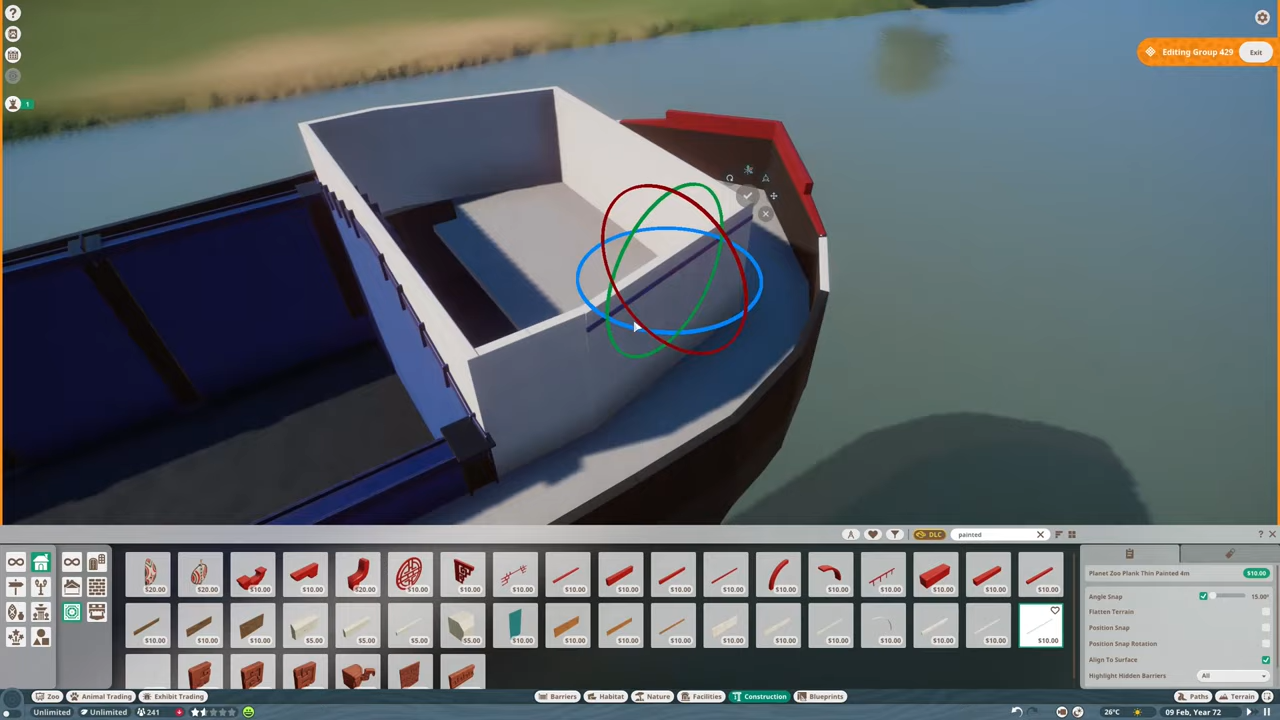 ?
Editing Group 429 Exit
1
A DLC painted ? ×
$20.00 $20.00 $10.00 $10.00 $10.00 $10.00 $10.00 $10.00 $10.00 $10.00 $10.00 $10.00 $10.00 $10.00 $10.00 $10.00 $10.00 $10.00
$10.00 $10.00 $10.00 $5.00 $5.00 $5.00 $5.00 $10.00 $10.00 $10.00 $10.00 $10.00 $10.00 $10.00 $10.00 $10.00 $10.00 $10.00
Planet Zoo Plank Thin Painted 4m $10.00
Angle Snap 15.00°
Flatten Terrain
Position Snap
Position Snap Rotation
Align To Surface
Highlight Hidden Barriers All
Zoo Animal Trading Exhibit Trading Barriers Habitat Nature Facilities Construction Blueprints Paths Terrain
Unlimited Unlimited 241 26°C 09 Feb, Year 72